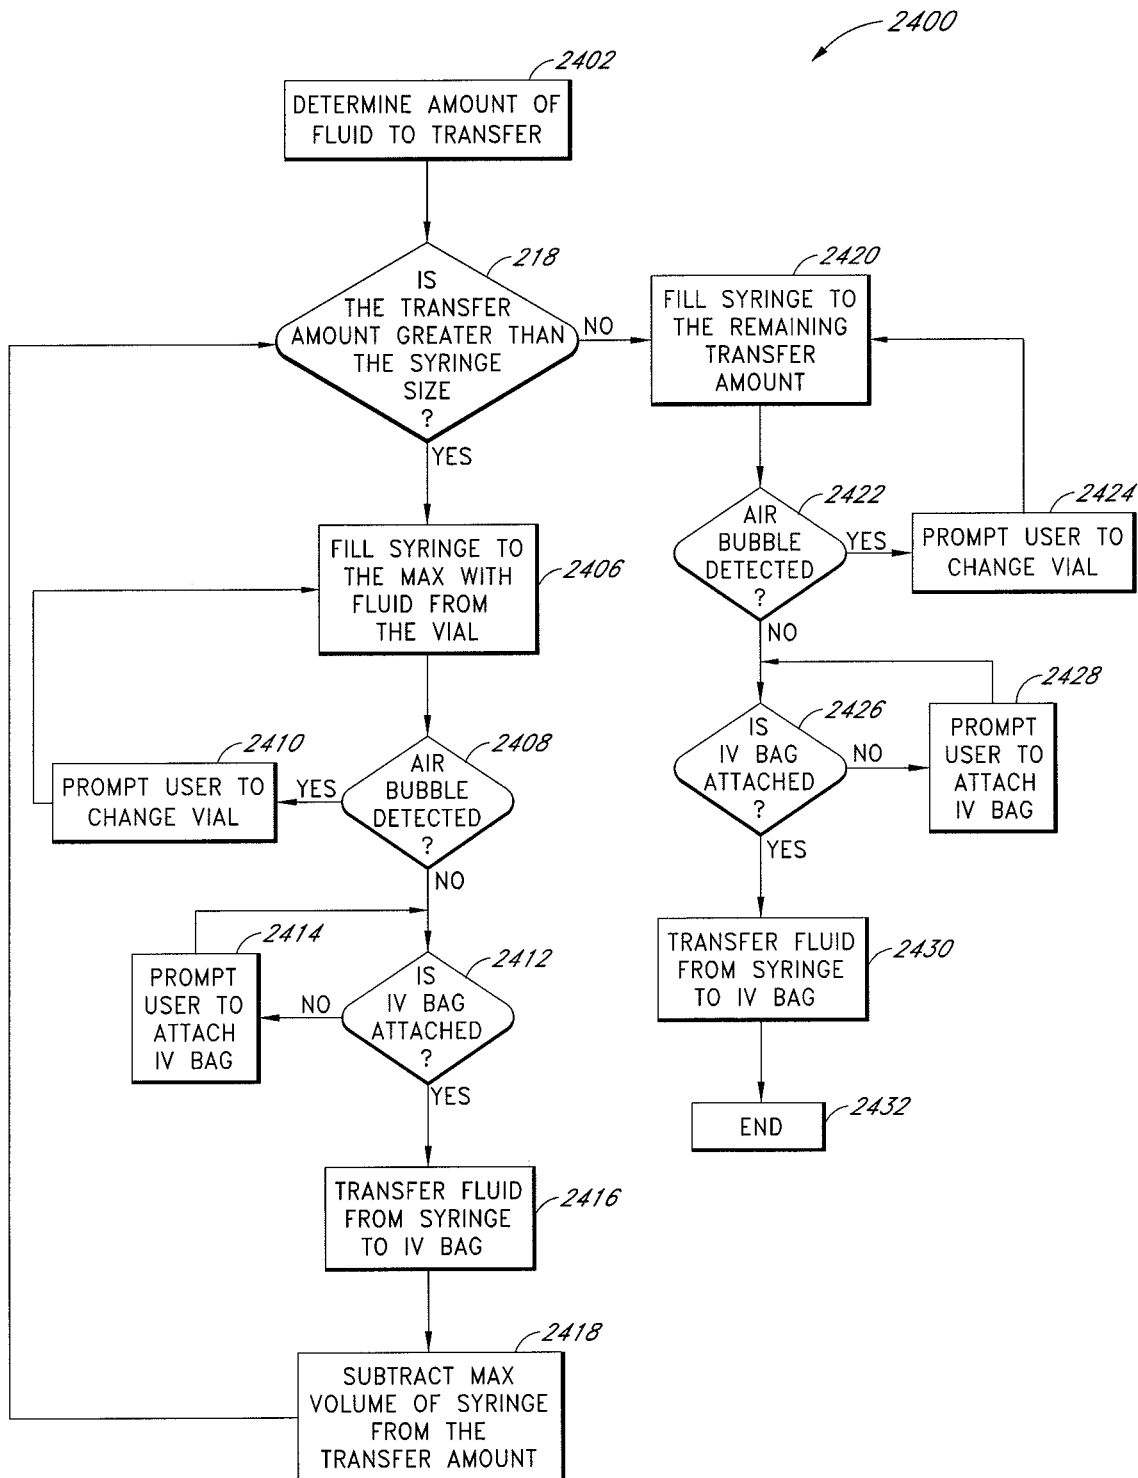 2400
2402
DETERMINE AMOUNT OF
FLUID TO TRANSFER
218
IS
THE TRANSFER
AMOUNT GREATER THAN
THE SYRINGE
SIZE
?
NO
YES
2420
FILL SYRINGE TO
THE REMAINING
TRANSFER
AMOUNT
2406
FILL SYRINGE TO
THE MAX WITH
FLUID FROM
THE VIAL
2422
AIR
BUBBLE
DETECTED
?
YES
NO
2424
PROMPT USER TO
CHANGE VIAL
2408
AIR
BUBBLE
DETECTED
?
YES
NO
2410
PROMPT USER TO
CHANGE VIAL
2426
IS
IV BAG
ATTACHED
?
NO
YES
2428
PROMPT
USER TO
ATTACH
IV BAG
2412
IS
IV BAG
ATTACHED
?
NO
YES
2414
PROMPT
USER TO
ATTACH
IV BAG
2430
TRANSFER FLUID
FROM SYRINGE
TO IV BAG
2432
END
2416
TRANSFER FLUID
FROM SYRINGE
TO IV BAG
2418
SUBTRACT MAX
VOLUME OF SYRINGE
FROM THE
TRANSFER AMOUNT